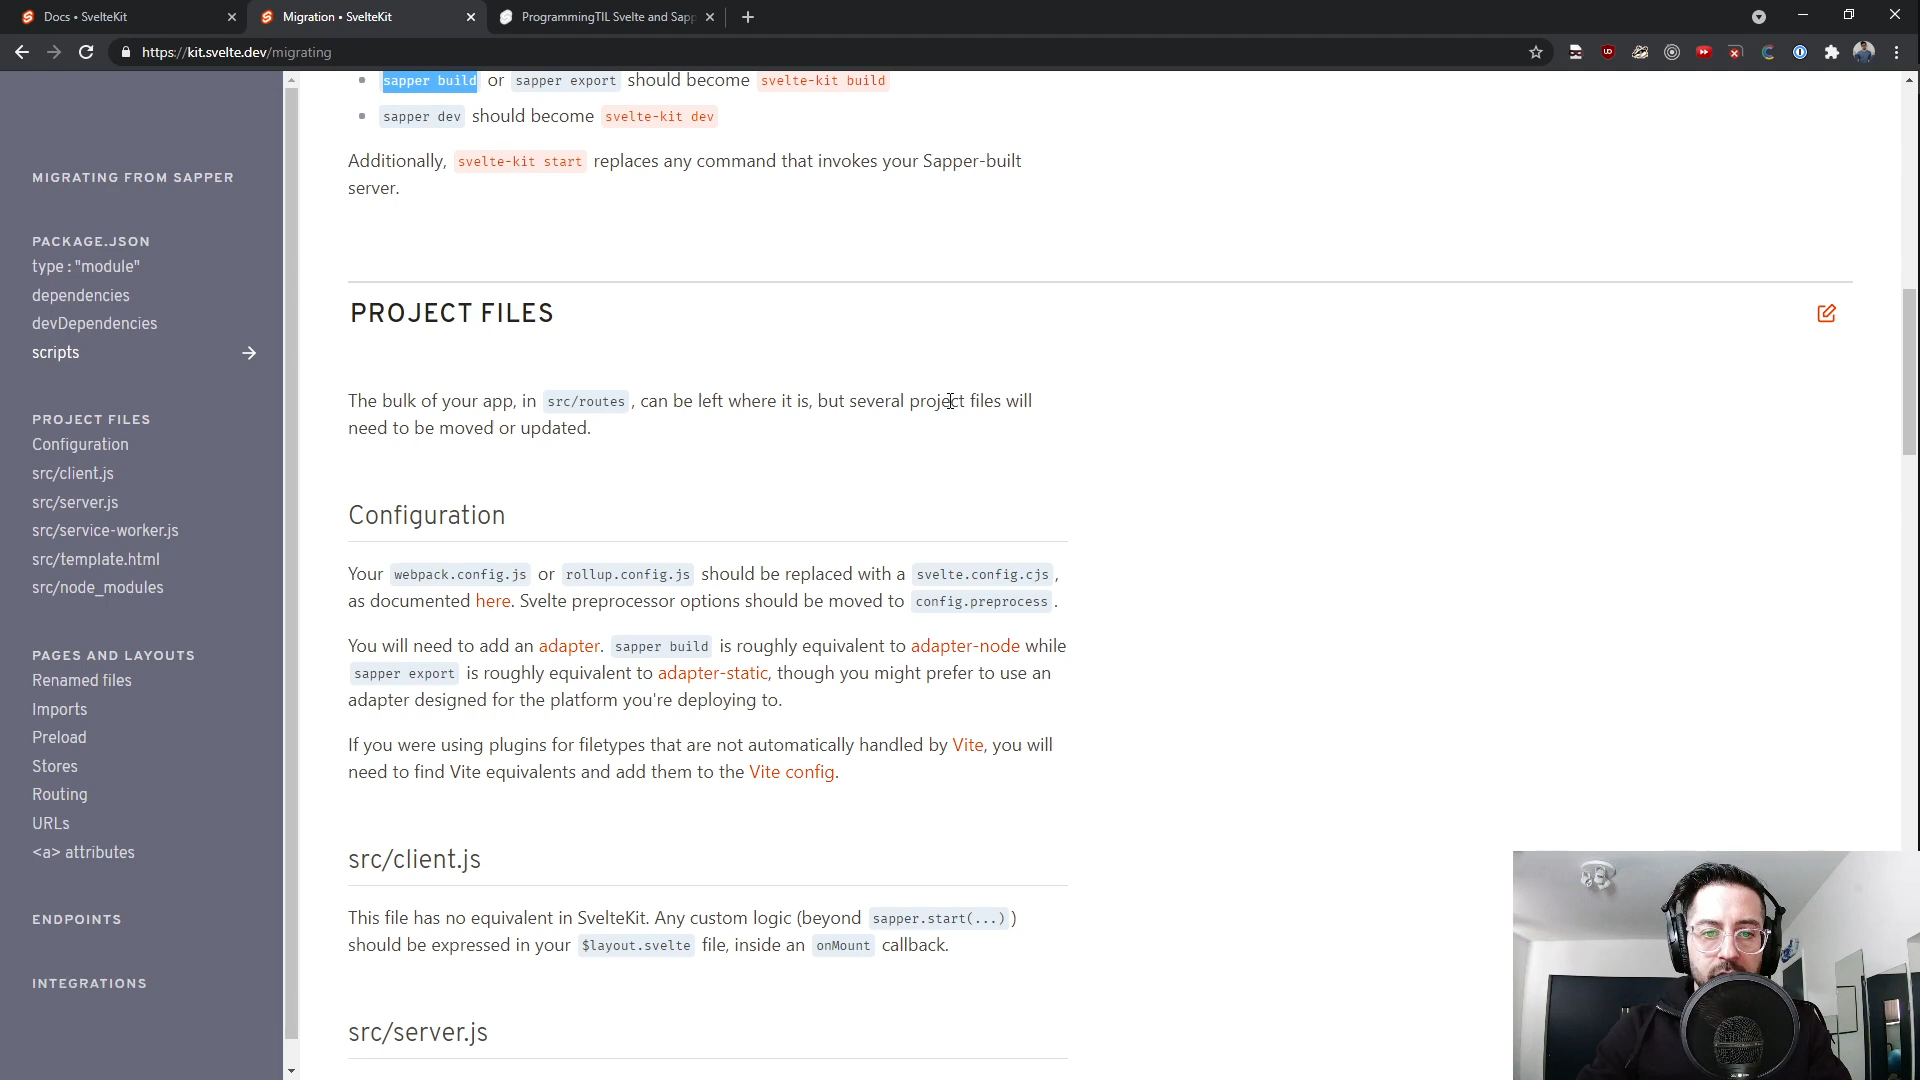 Docs • SvelteKit
Migration • SvelteKit
ProgrammingTIL Svelte and Sapp
https://kit.svelte.dev/migrating
MIGRATING FROM SAPPER
PACKAGE.JSON
type : "module"
dependencies
devDependencies
scripts
PROJECT FILES
Configuration
src/client.js
src/server.js
src/service-worker.js
src/template.html
src/node_modules
PAGES AND LAYOUTS
Renamed files
Imports
Preload
Stores
Routing
URLs
<a> attributes
ENDPOINTS
INTEGRATIONS
sapper build or sapper export should become svelte-kit build
sapper dev should become svelte-kit dev
Additionally, svelte-kit start replaces any command that invokes your Sapper-built
server.
PROJECT FILES
The bulk of your app, in src/routes, can be left where it is, but several project files will
need to be moved or updated.
Configuration
Your webpack.config.js or rollup.config.js should be replaced with a svelte.config.cjs,
as documented here. Svelte preprocessor options should be moved to config.preprocess.
You will need to add an adapter. sapper build is roughly equivalent to adapter-node while
sapper export is roughly equivalent to adapter-static, though you might prefer to use an
adapter designed for the platform you're deploying to.
If you were using plugins for filetypes that are not automatically handled by Vite, you will
need to find Vite equivalents and add them to the Vite config.
src/client.js
This file has no equivalent in SvelteKit. Any custom logic (beyond sapper.start(...))
should be expressed in your $layout.svelte file, inside an onMount callback.
src/server.js